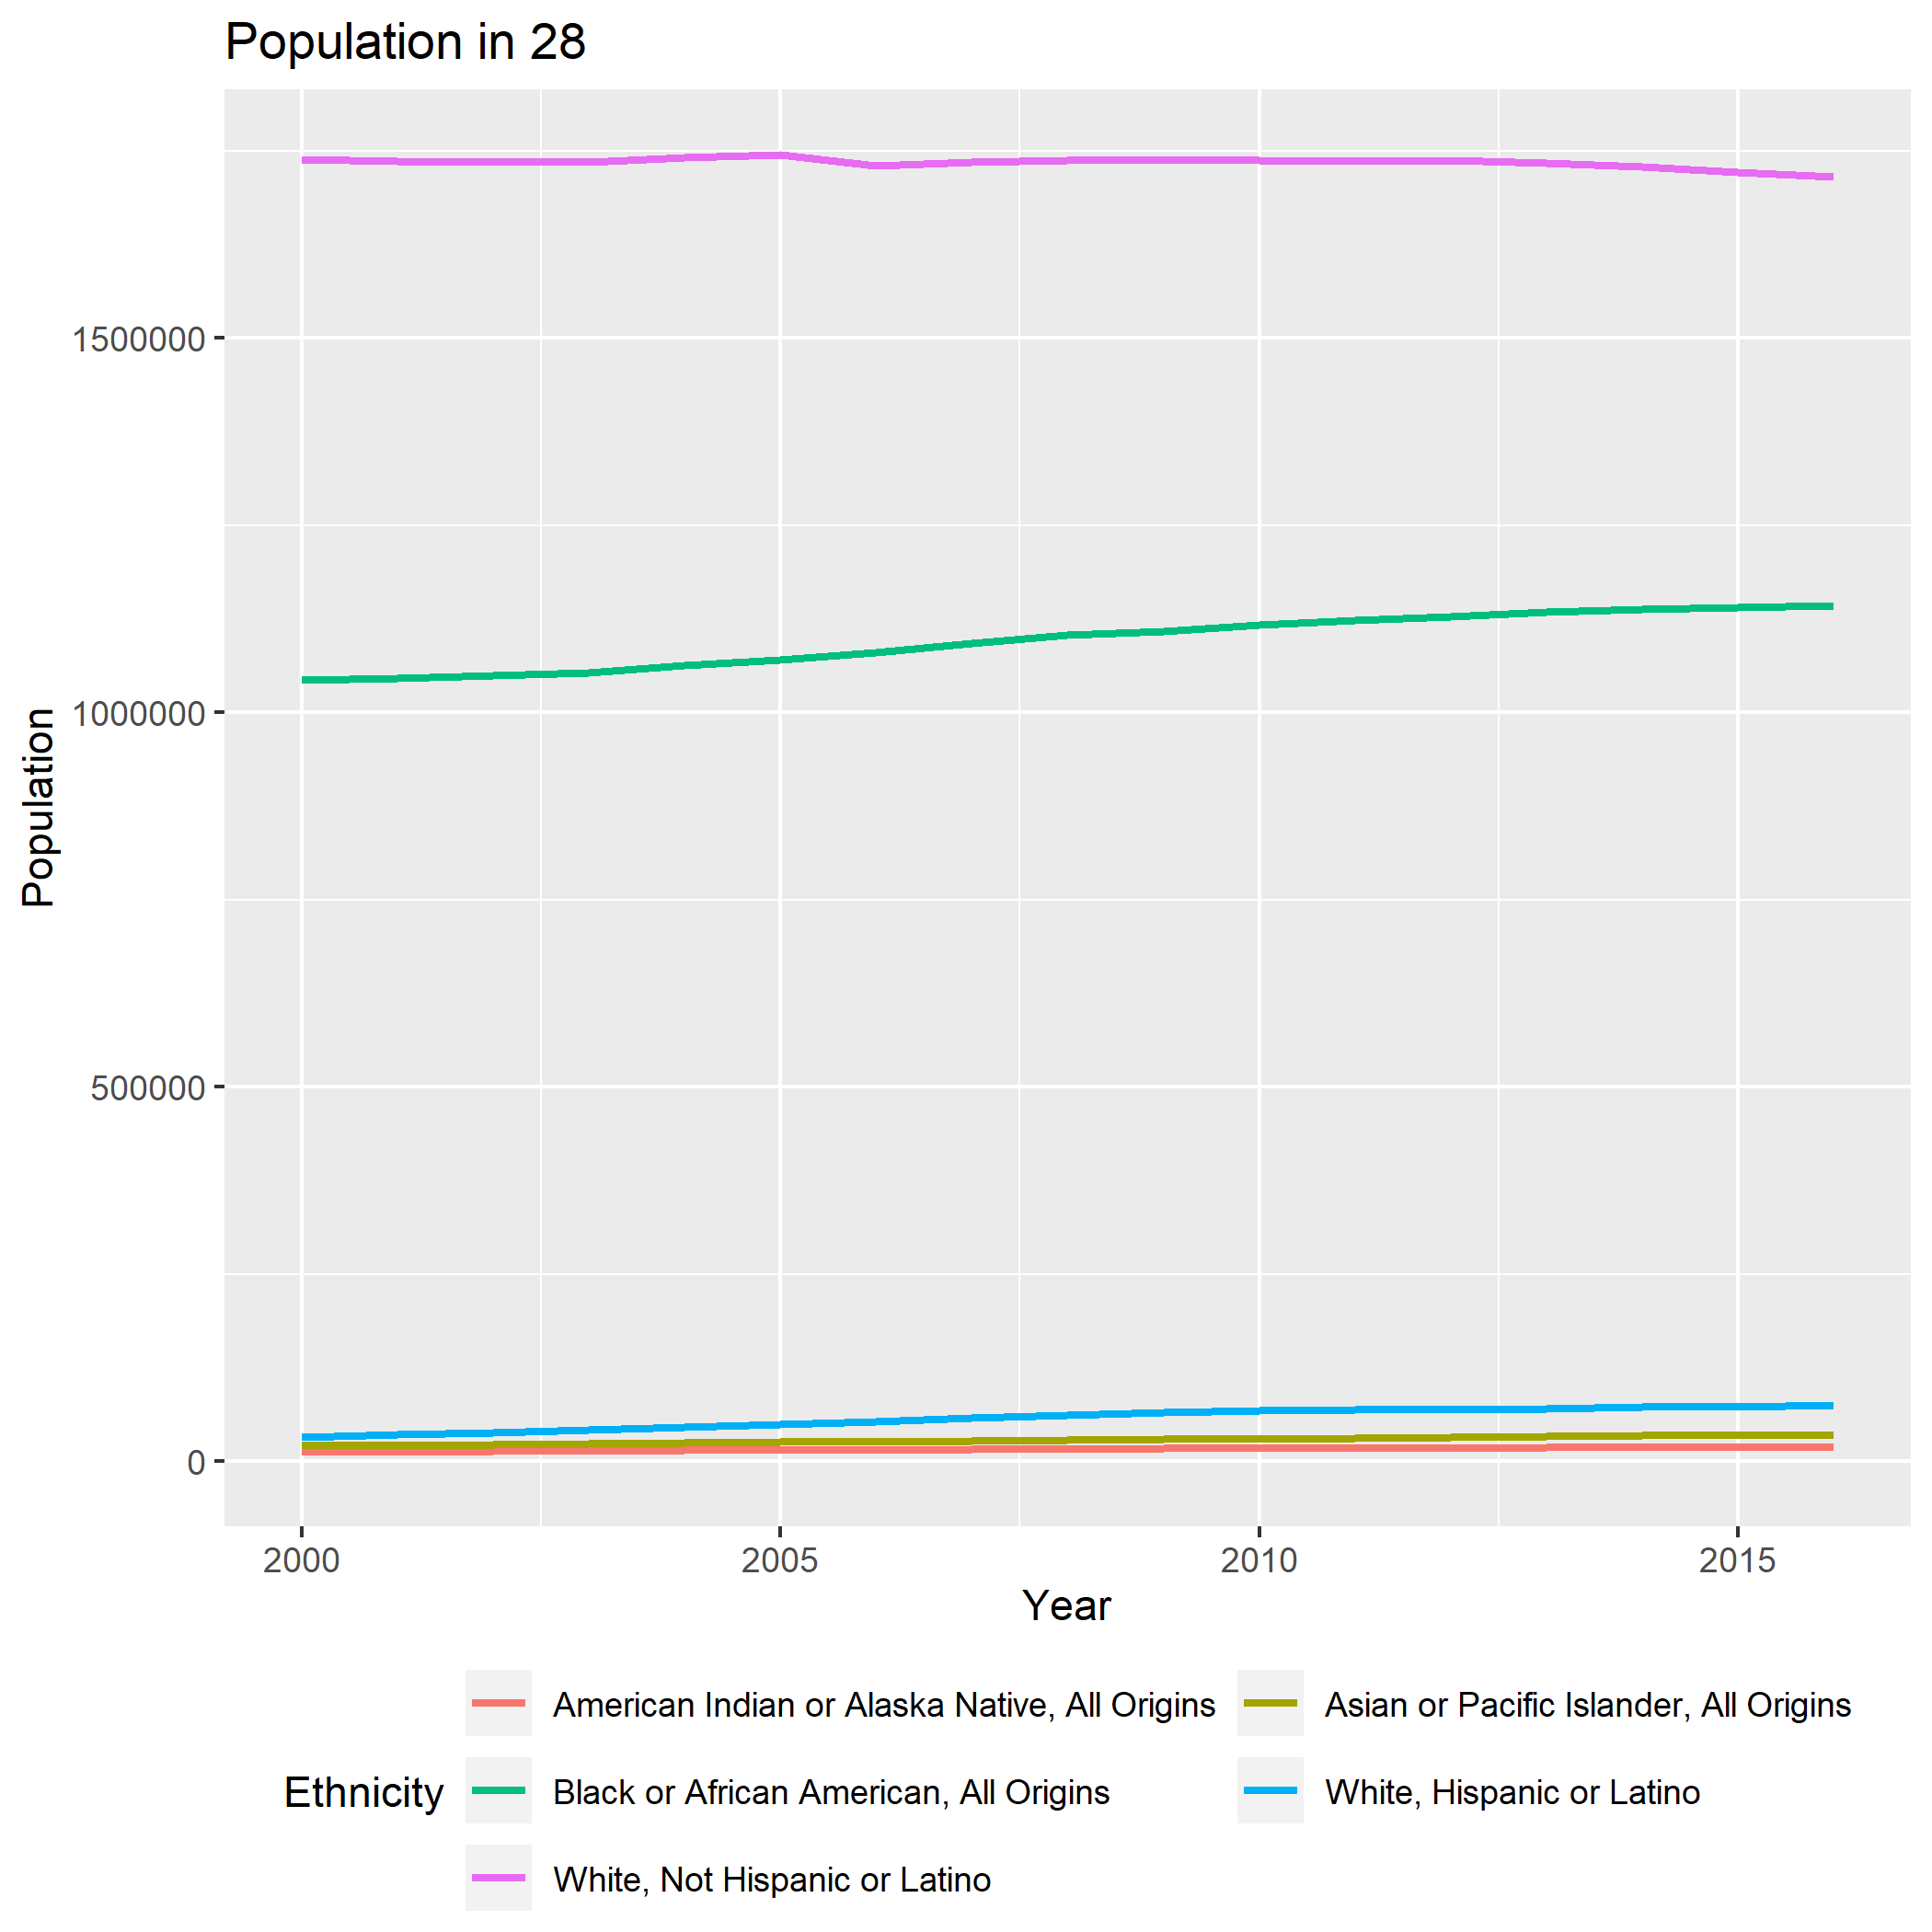 Population in 28
Population
1500000
1000000
500000
0
2000 2005 2010 2015
Year
Ethnicity
American Indian or Alaska Native, All Origins
Asian or Pacific Islander, All Origins
Black or African American, All Origins
White, Hispanic or Latino
White, Not Hispanic or Latino